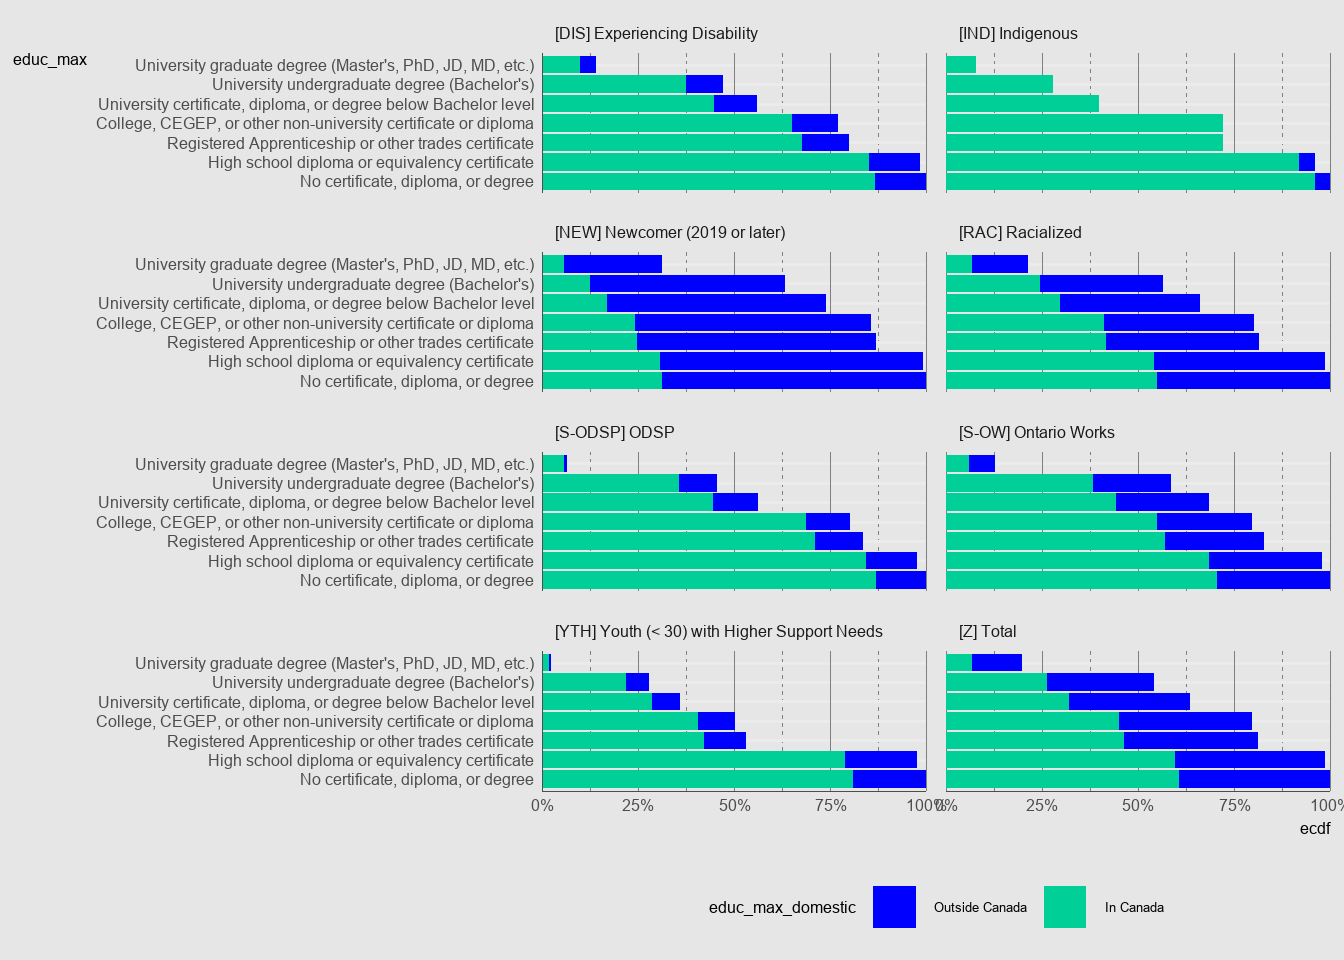 [DIS] Experiencing Disability
[IND] Indigenous
educ_max
University graduate degree (Master's, PhD, JD, MD, etc.)
University undergraduate degree (Bachelor's)
University certificate, diploma, or degree below Bachelor level
College, CEGEP, or other non-university certificate or diploma
Registered Apprenticeship or other trades certificate
High school diploma or equivalency certificate
No certificate, diploma, or degree
[NEW] Newcomer (2019 or later)
[RAC] Racialized
University graduate degree (Master's, PhD, JD, MD, etc.)
University undergraduate degree (Bachelor's)
University certificate, diploma, or degree below Bachelor level
College, CEGEP, or other non-university certificate or diploma
Registered Apprenticeship or other trades certificate
High school diploma or equivalency certificate
No certificate, diploma, or degree
[S-ODSP] ODSP
[S-OW] Ontario Works
University graduate degree (Master's, PhD, JD, MD, etc.)
University undergraduate degree (Bachelor's)
University certificate, diploma, or degree below Bachelor level
College, CEGEP, or other non-university certificate or diploma
Registered Apprenticeship or other trades certificate
High school diploma or equivalency certificate
No certificate, diploma, or degree
[YTH] Youth (< 30) with Higher Support Needs
[Z] Total
University graduate degree (Master's, PhD, JD, MD, etc.)
University undergraduate degree (Bachelor's)
University certificate, diploma, or degree below Bachelor level
College, CEGEP, or other non-university certificate or diploma
Registered Apprenticeship or other trades certificate
High school diploma or equivalency certificate
No certificate, diploma, or degree
0% 25% 50% 75% 100% 0% 25% 50% 75% 100%
ecdf
educ_max_domestic Outside Canada In Canada